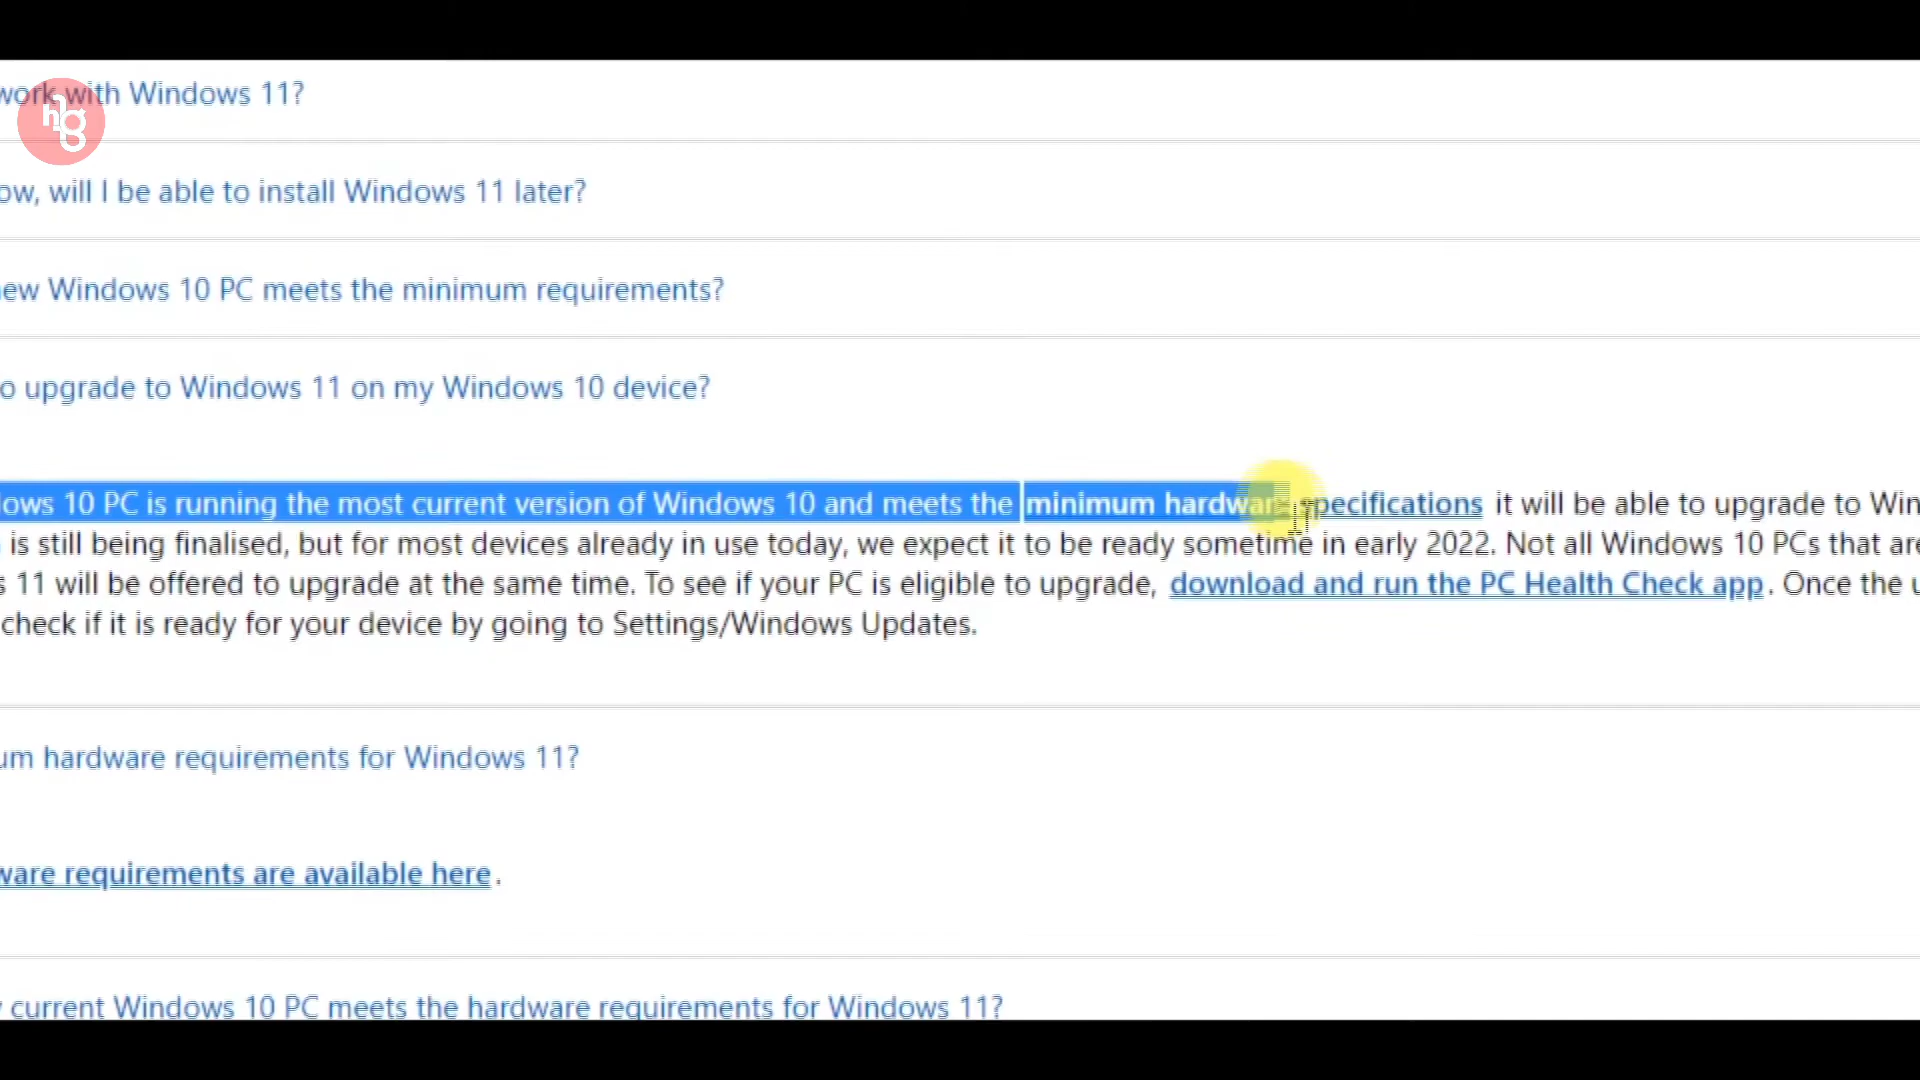 work with Windows 11?
hg
ow, will I be able to install Windows 11 later?
new Windows 10 PC meets the minimum requirements?
o upgrade to Windows 11 on my Windows 10 device?
dows 10 PC is running the most current version of Windows 10 and meets the minimum hardware specifications it will be able to upgrade to Win
is still being finalised, but for most devices already in use today, we expect it to be ready sometime in early 2022. Not all Windows 10 PCs that are
s 11 will be offered to upgrade at the same time. To see if your PC is eligible to upgrade, download and run the PC Health Check app. Once the u
check if it is ready for your device by going to Settings/Windows Updates.
um hardware requirements for Windows 11?
ware requirements are available here.
current Windows 10 PC meets the hardware requirements for Windows 11?